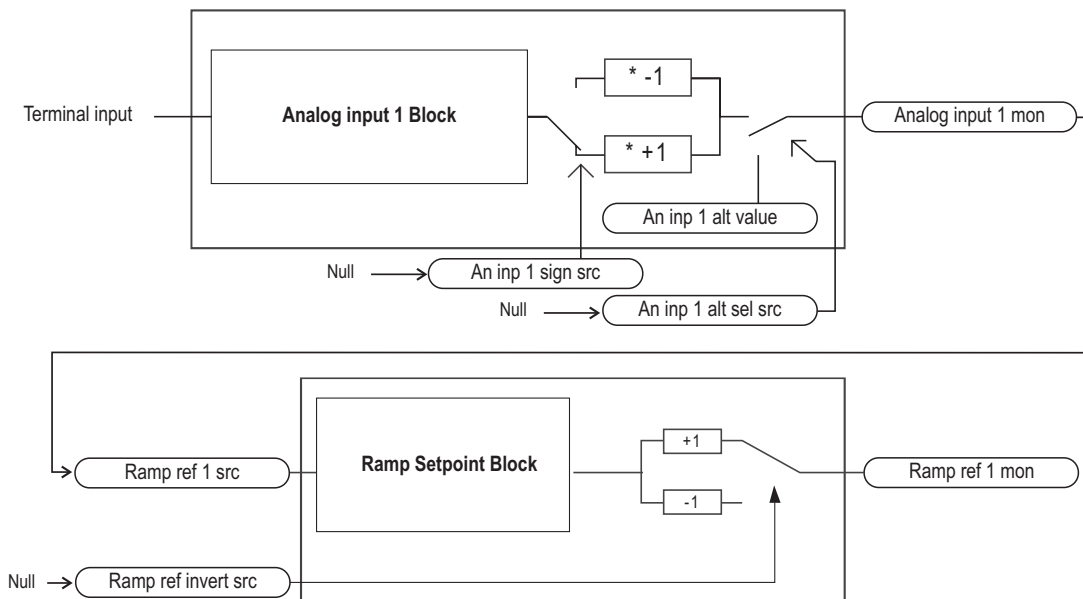 * -1
Terminal input
Analog input 1 Block
Analog input 1 mon
* +1
An inp 1 alt value
Null
An inp 1 sign src
Null
An inp 1 alt sel src
+1
Ramp ref 1 src
Ramp Setpoint Block
Ramp ref 1 mon
-1
Null
Ramp ref invert src